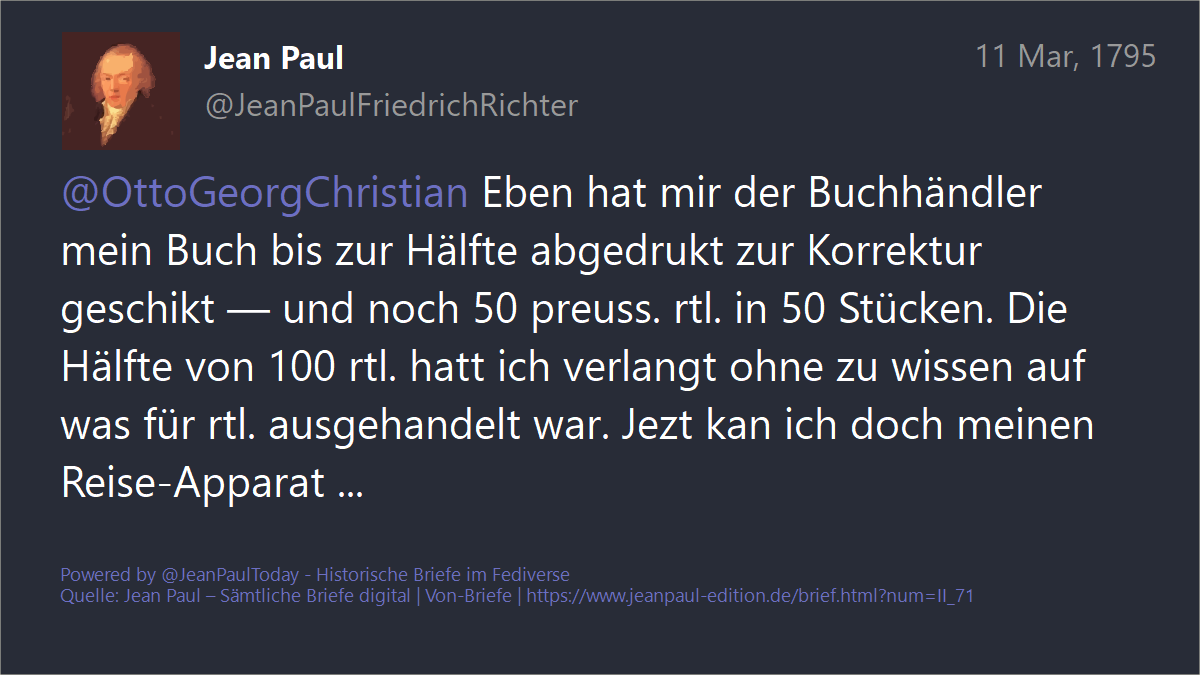 Jean Paul
11 Mar, 1795
@JeanPaulFriedrichRichter
@OttoGeorgChristian Eben hat mir der Buchhändler
mein Buch bis zur Hälfte abgedrukt zur Korrektur
geschikt — und noch 50 preuss. rtl. in 50 Stücken. Die
Hälfte von 100 rtl. hatt ich verlangt ohne zu wissen auf
was für rtl. ausgehandelt war. Jezt kan ich doch meinen
Reise-Apparat ...
Powered by @JeanPaulToday - Historische Briefe im Fediverse
Quelle: Jean Paul – Sämtliche Briefe digital | Von-Briefe | https://www.jeanpaul-edition.de/brief.html?num=II_71